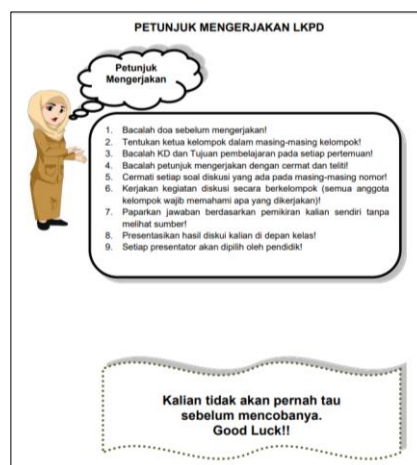 PETUNJUK MENGERJAKAN LKPD
Petunjuk
Mengerjakan
1. Bacalah doa sebelum mengerjakan!
2. Tentukan ketua kelompok dalam masing-masing kelompok!
3. Bacalah KD dan Tujuan pembelajaran pada setiap pertemuan!
4. Bacalah petunjuk mengerjakan dengan cermat dan teliti!
5. Cermati setiap soal diskusi yang ada pada masing-masing nomor!
6. Kerjakan kegiatan diskusi secara berkelompok (semua anggota
kelompok wajib memahami apa yang dikerjakan)!
7. Paparkan jawaban berdasarkan pemikiran kalian sendiri tanpa
melihat sumber!
8. Presentasikan hasil diskui kalian di depan kelas!
9. Setiap presentator akan dipilih oleh pendidik!
Kalian tidak akan pernah tau
sebelum mencobanya.
Good Luck!!